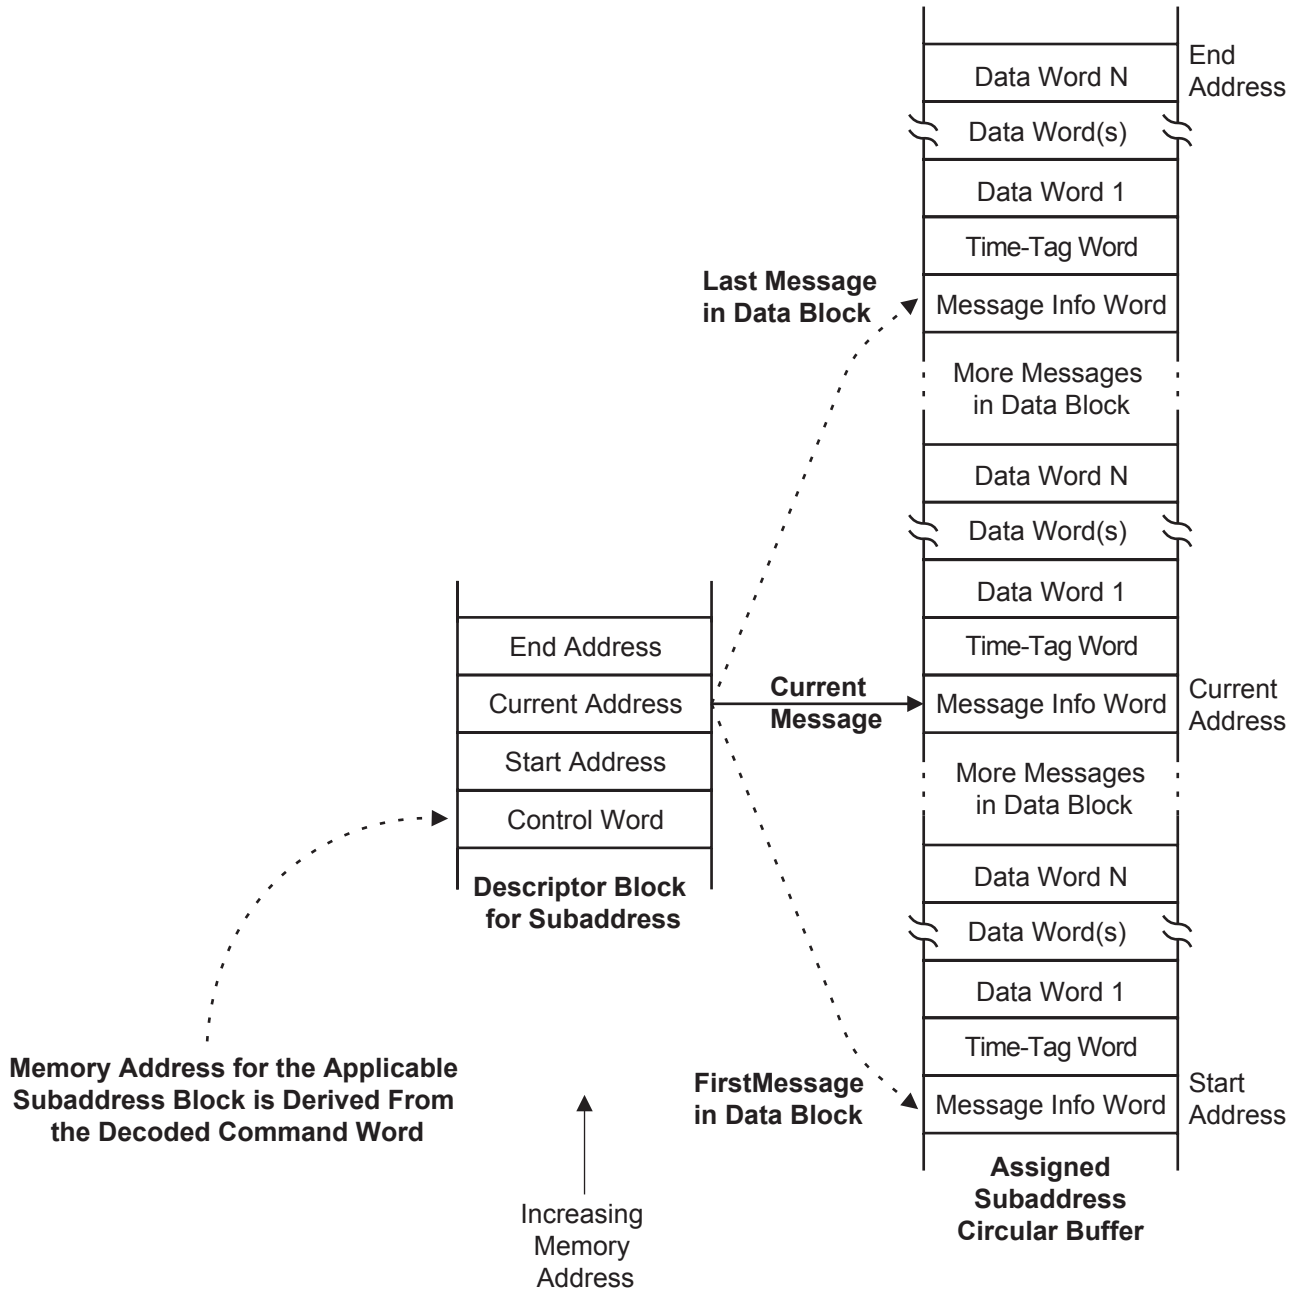 End
Address
Data Word N
Data Word(s)
Data Word 1
Time-Tag Word
Last Message
in Data Block
Message Info Word
More Messages
in Data Block
Data Word N
Data Word(s)
Data Word 1
End Address
Time-Tag Word
Current Address
Current
Message
Message Info Word
Current
Address
Start Address
More Messages
in Data Block
Control Word
Descriptor Block
for Subaddress
Data Word N
Data Word(s)
Data Word 1
Time-Tag Word
Memory Address for the Applicable
Subaddress Block is Derived From
the Decoded Command Word
FirstMessage
in Data Block
Message Info Word
Start
Address
Assigned
Subaddress
Circular Buffer
Increasing
Memory
Address